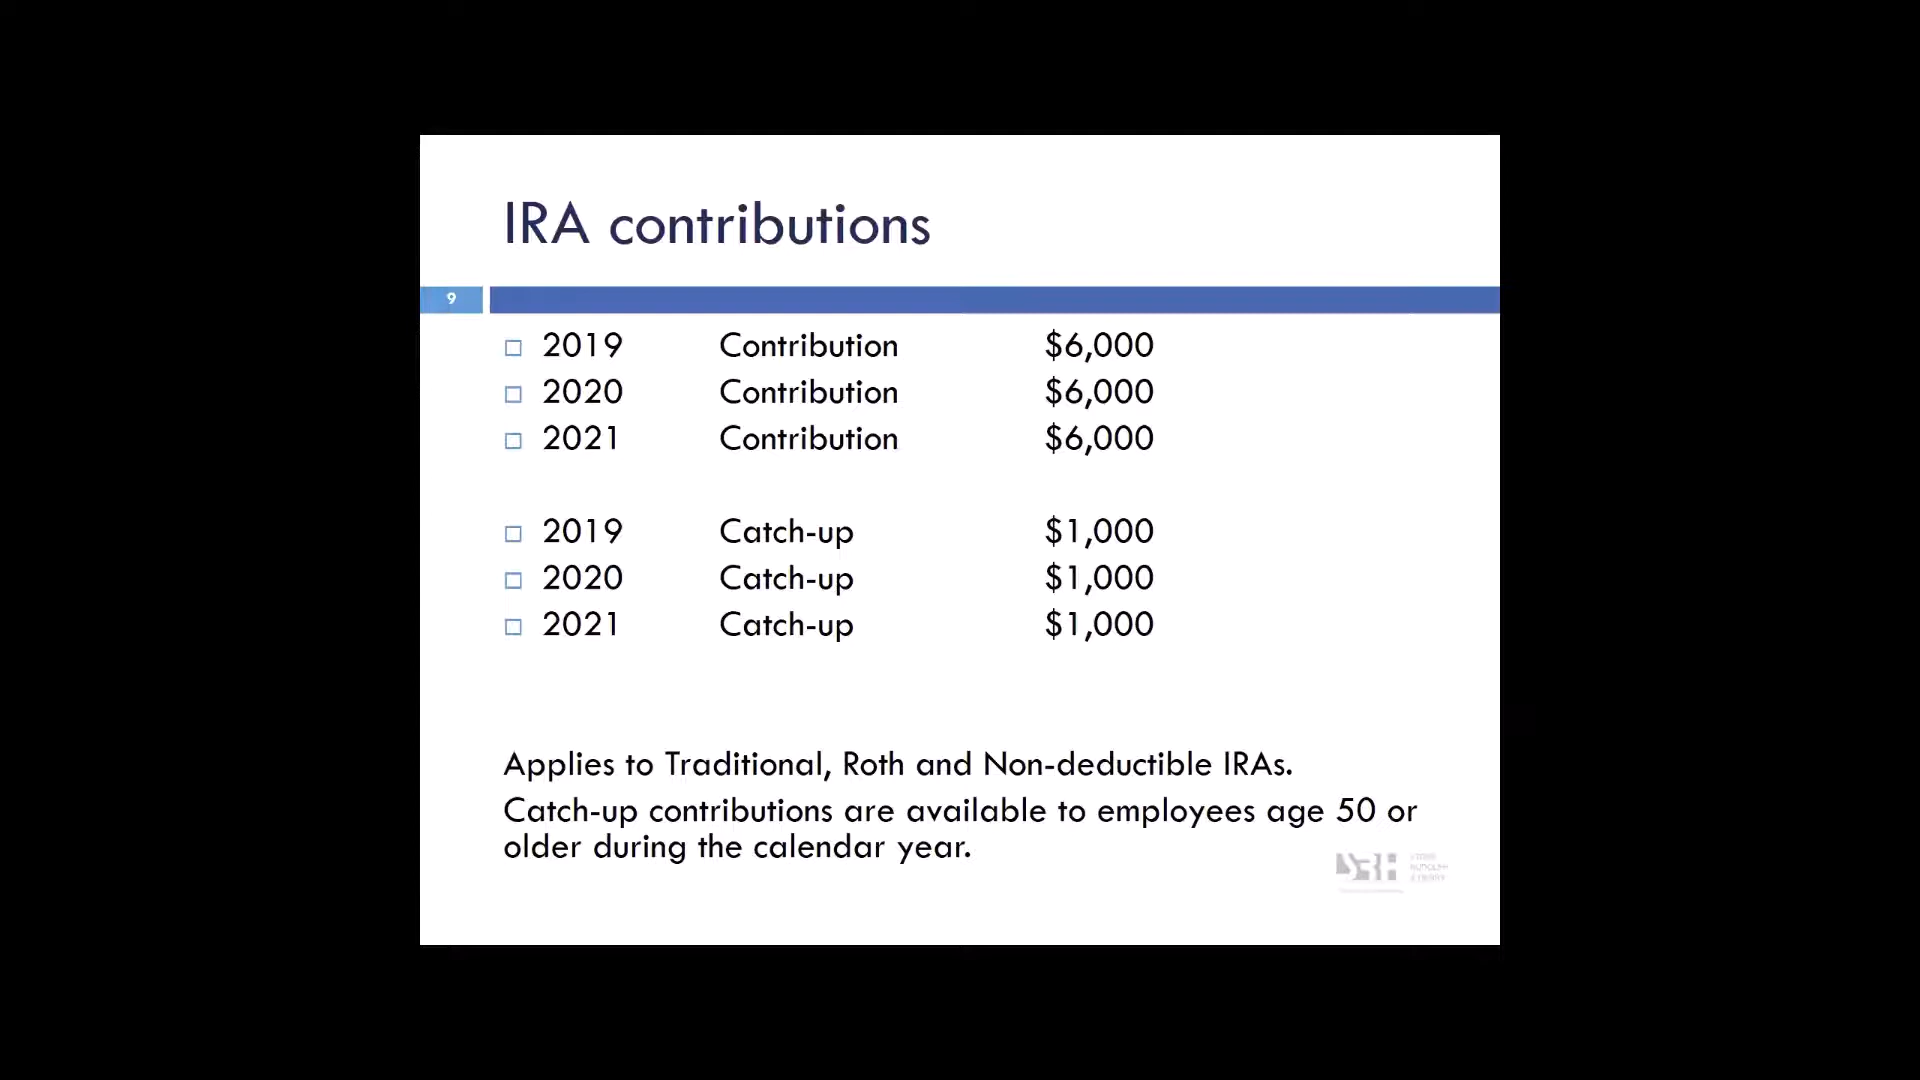 IRA contributions
9
2019 Contribution $6,000
2020 Contribution $6,000
2021 Contribution $6,000
2019 Catch-up $1,000
2020 Catch-up $1,000
2021 Catch-up $1,000
Applies to Traditional, Roth and Non-deductible IRAs.
Catch-up contributions are available to employees age 50 or
older during the calendar year.